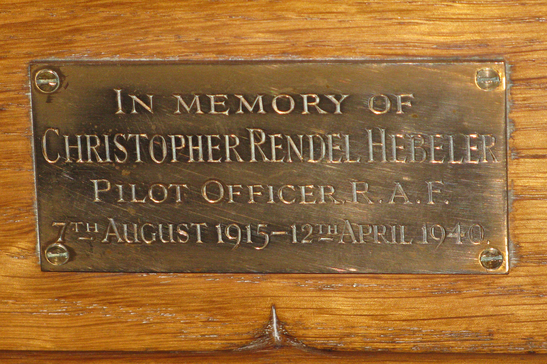 In memory of
Christopher Rendel Hebeler
Pilot Officer, R.A.F.
7TH August 1915–12TH April 1940